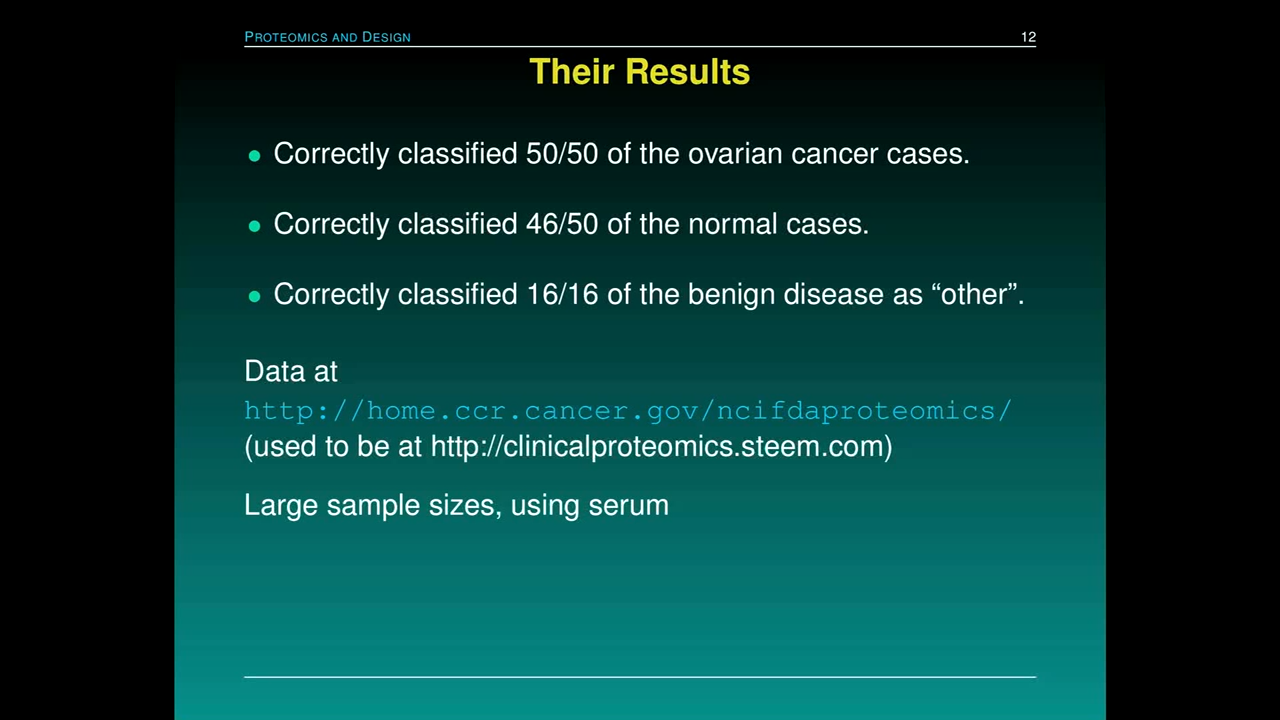 PROTEOMICS AND DESIGN 12
Their Results
• Correctly classified 50/50 of the ovarian cancer cases.
• Correctly classified 46/50 of the normal cases.
• Correctly classified 16/16 of the benign disease as “other”.
Data at
http://home.ccr.cancer.gov/ncifdaproteomics/
(used to be at http://clinicalproteomics.steem.com)
Large sample sizes, using serum